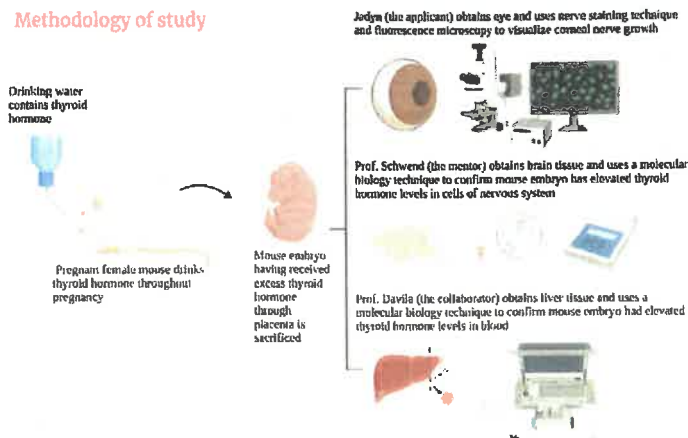 Methodology of study
Drinking water
contains thyroid
hormone
Pregnant female mouse drinks
thyroid hormone throughout
pregnancy
Mouse embryo
having received
excess thyroid
hormone
through
placenta is
sacrificed
Jadyn (the applicant) obtains eye and uses nerve staining technique
and fluorescence microscopy to visualize corneal nerve growth
Prof. Schwend (the mentor) obtains brain tissue and uses a molecular
biology technique to confirm mouse embryo has elevated thyroid
hormone levels in cells of nervous system
Prof. Davila (the collaborator) obtains liver tissue and uses a
molecular biology technique to confirm mouse embryo had elevated
thyroid hormone levels in blood